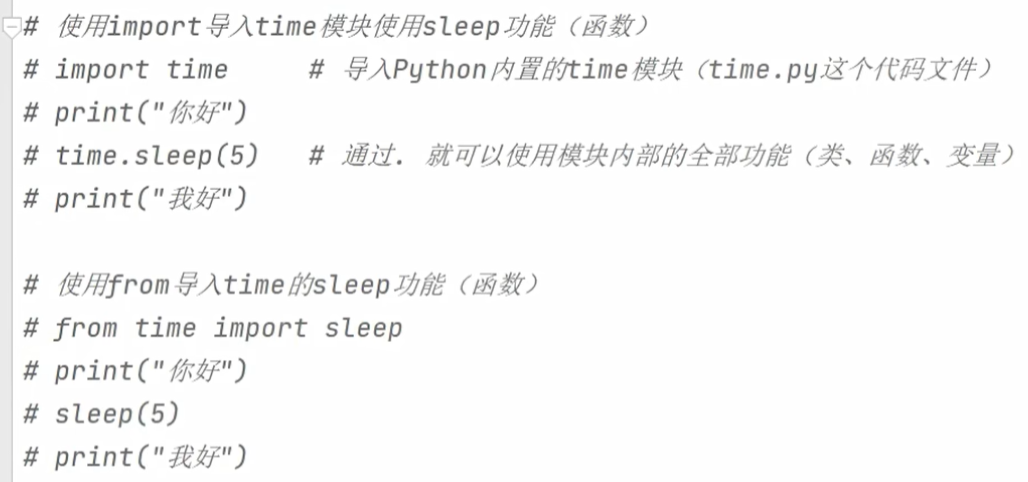 # 使用import导入time模块使用sleep功能（函数）
# import time     # 导入Python内置的time模块（time.py这个代码文件）
# print("你好")
# time.sleep(5)   # 通过. 就可以使用模块内部的全部功能（类、函数、变量）
# print("我好")

# 使用from导入time的sleep功能（函数）
# from time import sleep
# print("你好")
# sleep(5)
# print("我好")